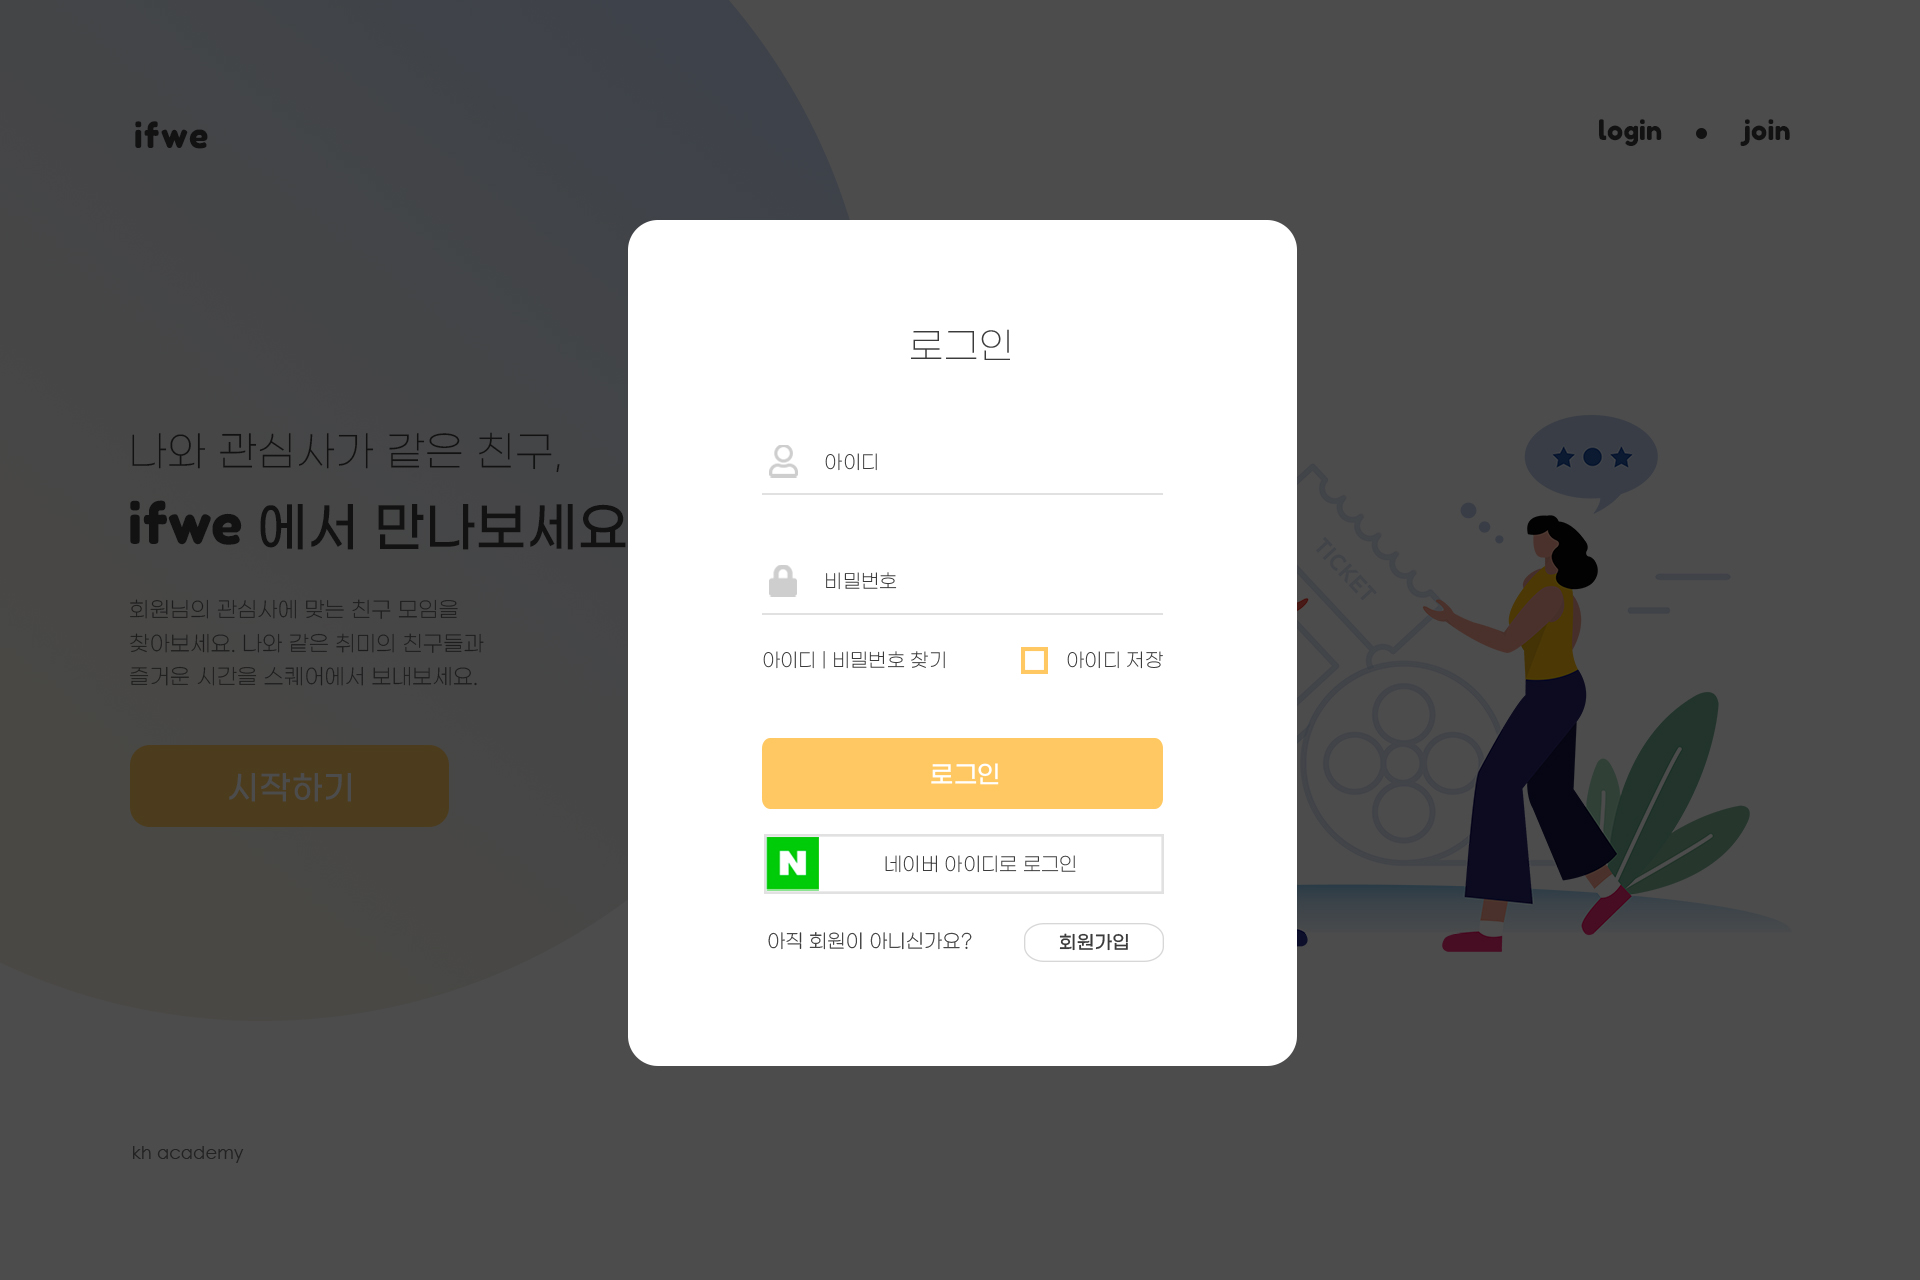 ifwe
login • join
나와 관심사가 같은 친구,
ifwe 에서 만나보세요
회원님의 관심사에 맞는 친구 모임을
찾아보세요. 나와 같은 취미의 친구들과
즐거운 시간을 스퀘어에서 보내보세요.
시작하기
로그인
아이디
비밀번호
아이디 | 비밀번호 찾기
아이디 저장
로그인
N
네이버 아이디로 로그인
아직 회원이 아니신가요?
회원가입
TICKET
kh academy